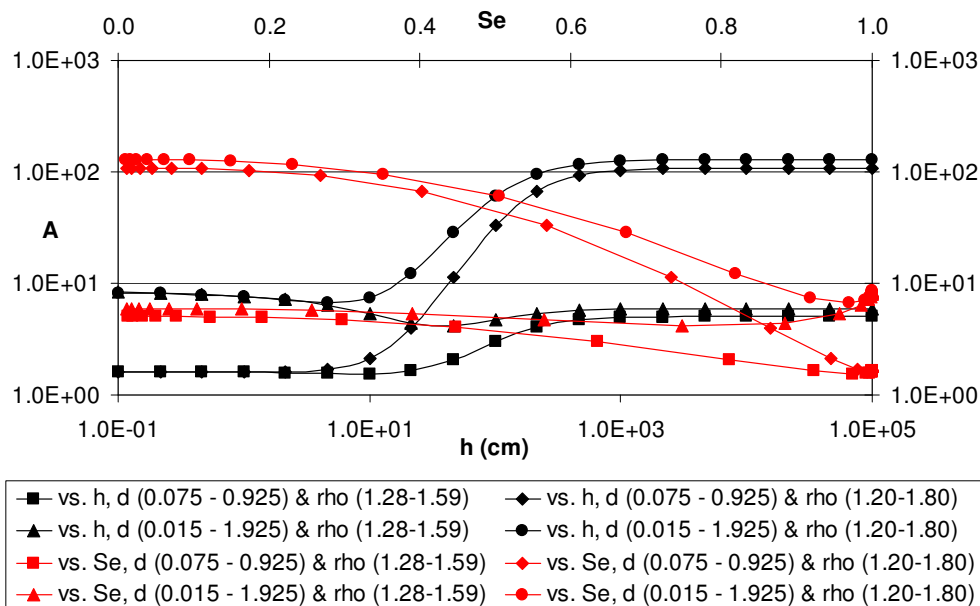 0.0 0.2 0.4 0.6 0.8 1.0
Se
1.0E+03 1.0E+03
1.0E+02 1.0E+02
A
1.0E+01 1.0E+01
1.0E+00 1.0E+00
1.0E-01 1.0E+01 1.0E+03 1.0E+05
h (cm)
vs. h, d (0.075 - 0.925) & rho (1.28-1.59) vs. h, d (0.075 - 0.925) & rho (1.20-1.80)
vs. h, d (0.015 - 1.925) & rho (1.28-1.59) vs. h, d (0.015 - 1.925) & rho (1.20-1.80)
vs. Se, d (0.075 - 0.925) & rho (1.28-1.59) vs. Se, d (0.075 - 0.925) & rho (1.20-1.80)
vs. Se, d (0.015 - 1.925) & rho (1.28-1.59) vs. Se, d (0.015 - 1.925) & rho (1.20-1.80)